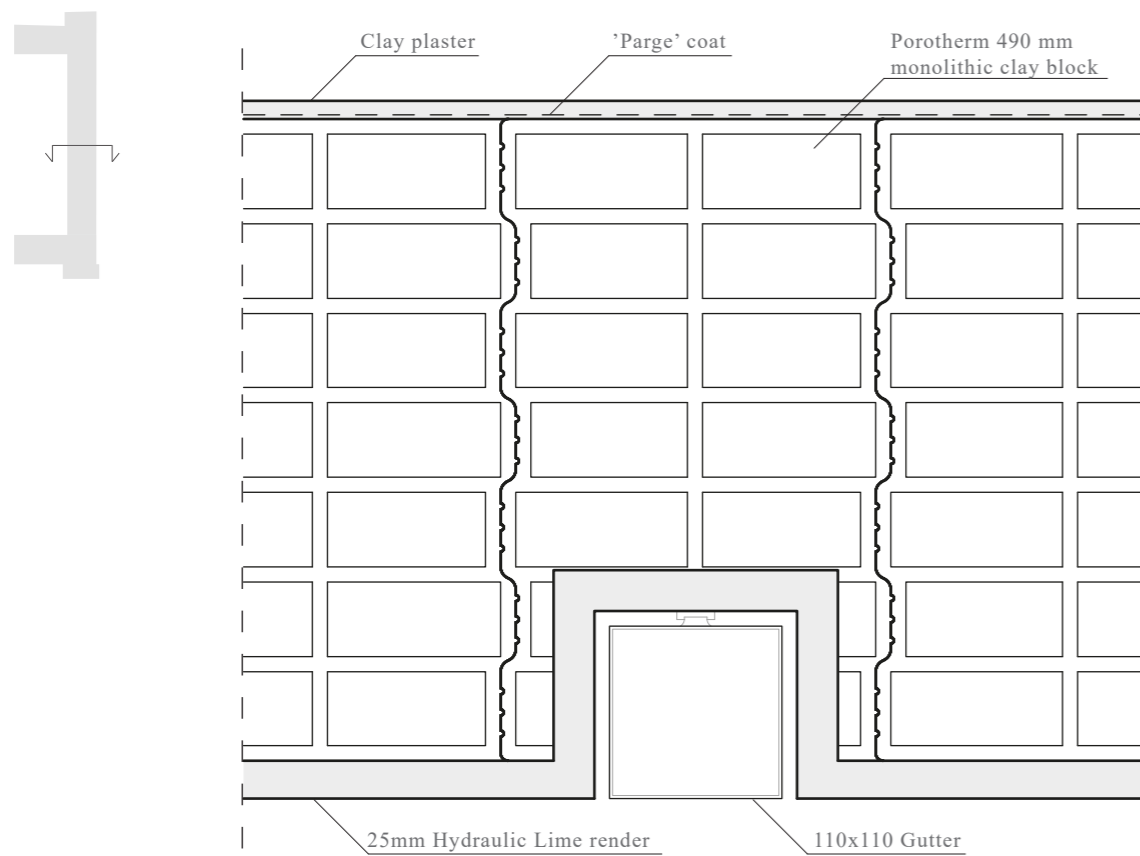 Clay plaster
’Parge’ coat
Porotherm 490 mm
monolithic clay block
25mm Hydraulic Lime render
110x110 Gutter